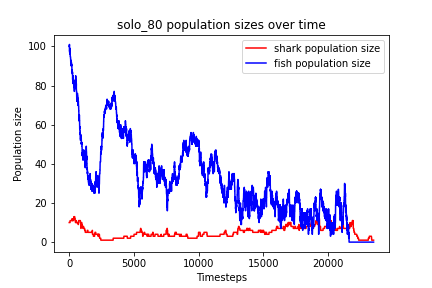 solo_80 population sizes over time
shark population size
fish population size
Population size
100
80
60
40
20
0
0 5000 10000 15000 20000
Timesteps